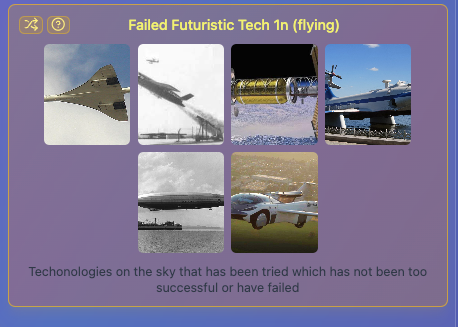 Failed Futuristic Tech 1n (flying)
Techonologies on the sky that has been tried which has not been too
successful or have failed